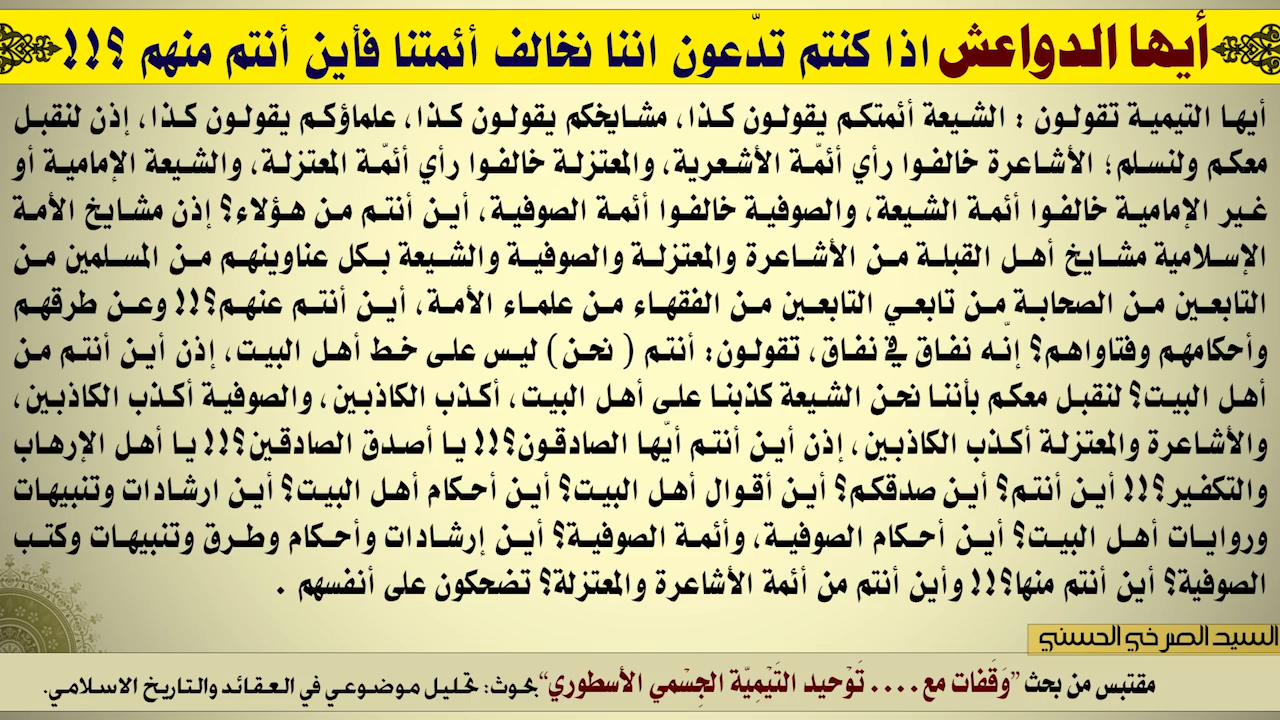 أيها الدواعش اذا كنتم تدّعون اننا نخالف أئمتنا فأين أنتم منهم ؟!!
أيها التيمية تقولون : الشيعة أئمتكم يقولون كذا، مشايخكم يقولون كذا، علماؤكم يقولون كذا، إذن لنقبل
معكم ولنسلم؛ الأشاعرة خالفوا رأي أئمّة الأشعرية، والمعتزلة خالفوا رأي أئمّة المعتزلة، والشيعة الإمامية أو
غير الإمامية خالفوا أئمة الشيعة، والصوفية خالفوا أئمة الصوفية، أين أنتم من هؤلاء؟ إذن مشايخ الأمة
الإسلامية مشايخ أهل القبلة من الأشاعرة والمعتزلة والصوفية والشيعة بكل عناوينهم من المسلمين من
التابعين من الصحابة من تابعي التابعين من الفقهاء من علماء الأمة، أين أنتم عنهم؟!! وعن طرقهم
وأحكامهم وفتاواهم؟ إنّه نفاق في نفاق، تقولون: أنتم ( نحن) ليس على خط أهل البيت، إذن أين أنتم من
أهل البيت؟ لنقبل معكم بأننا نحن الشيعة كذبنا على أهل البيت، أكذب الكاذبين، والصوفية أكذب الكاذبين،
والأشاعرة والمعتزلة أكذب الكاذبين، إذن أين أنتم أيّها الصادقون؟!! يا أصدق الصادقين؟!! يا أهل الإرهاب
والتكفير؟!! أين أنتم؟ أين صدقكم؟ أين أقوال أهل البيت؟ أين أحكام أهل البيت؟ أين ارشادات وتنبيهات
وروايات أهل البيت؟ أين أحكام الصوفية، وأئمة الصوفية؟ أين إرشادات وأحكام وطرق وتنبيهات وكتب
الصوفية؟ أين أنتم منها؟!! وأين أنتم من أئمة الأشاعرة والمعتزلة؟ تضحكون على أنفسهم .
السيد الصرخي الحسني
مقتبس من بحث "وَقَفات مع.... تَوْحيد التَيْمِيّة الجِسْمي الأسطوري" بحوث: تحليل موضوعي في العقائد والتاريخ الاسلامي.